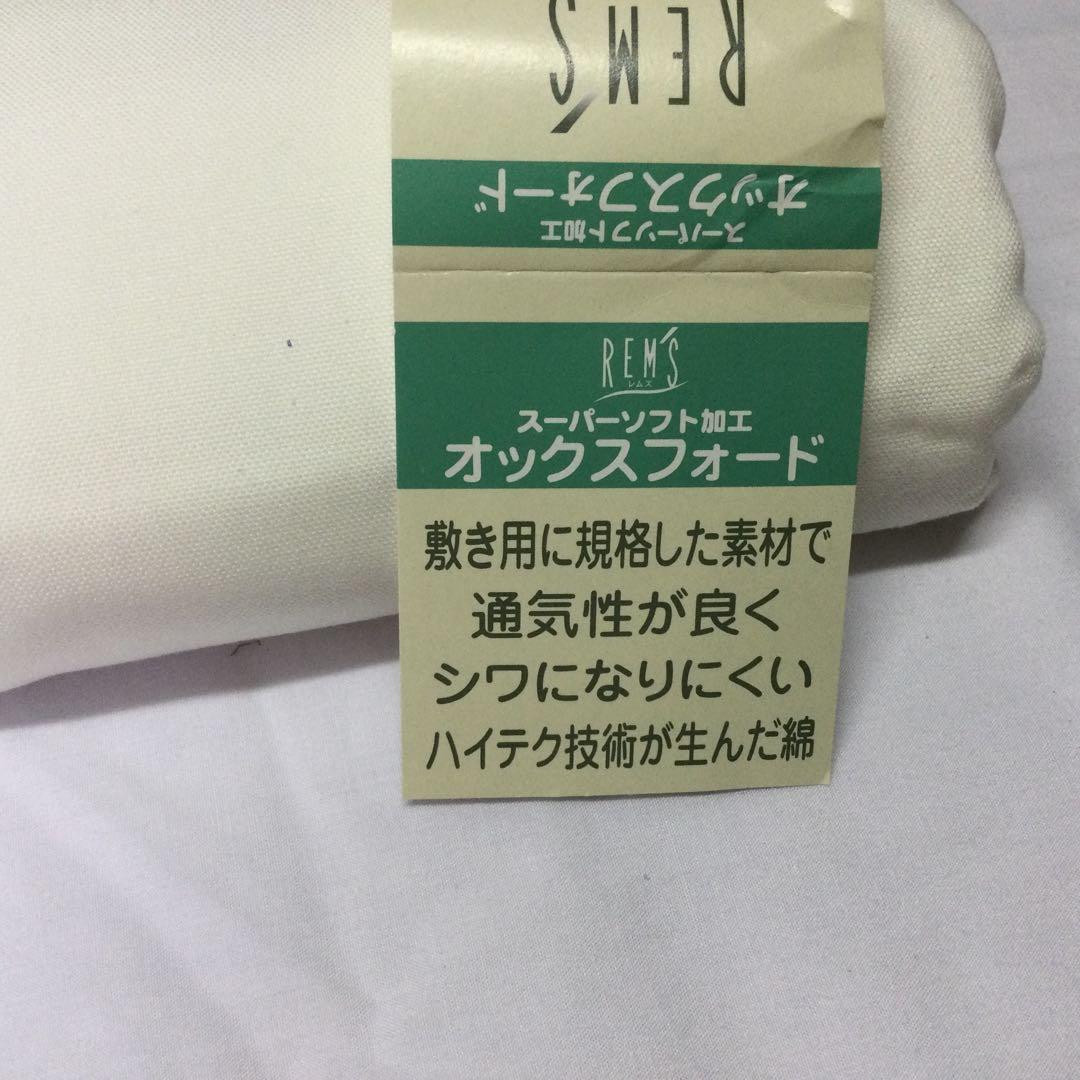 REM'S
オックスフォード
スーパーソフト加工
REM'S
レムズ
スーパーソフト加工
オックスフォード
敷き用に規格した素材で
通気性が良く
シワになりにくい
ハイテク技術が生んだ綿